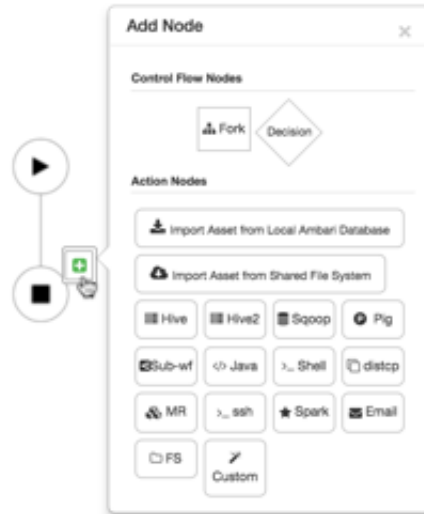 Add Node
Control Flow Nodes
Fork Decision
Action Nodes
Import Asset from Local Ambari Database
Import Asset from Shared File System
Hive Hive2 Sqoop Pig
Sub-wf </> Java >_ Shell distcp
MR >_ ssh Spark Email
FS Custom